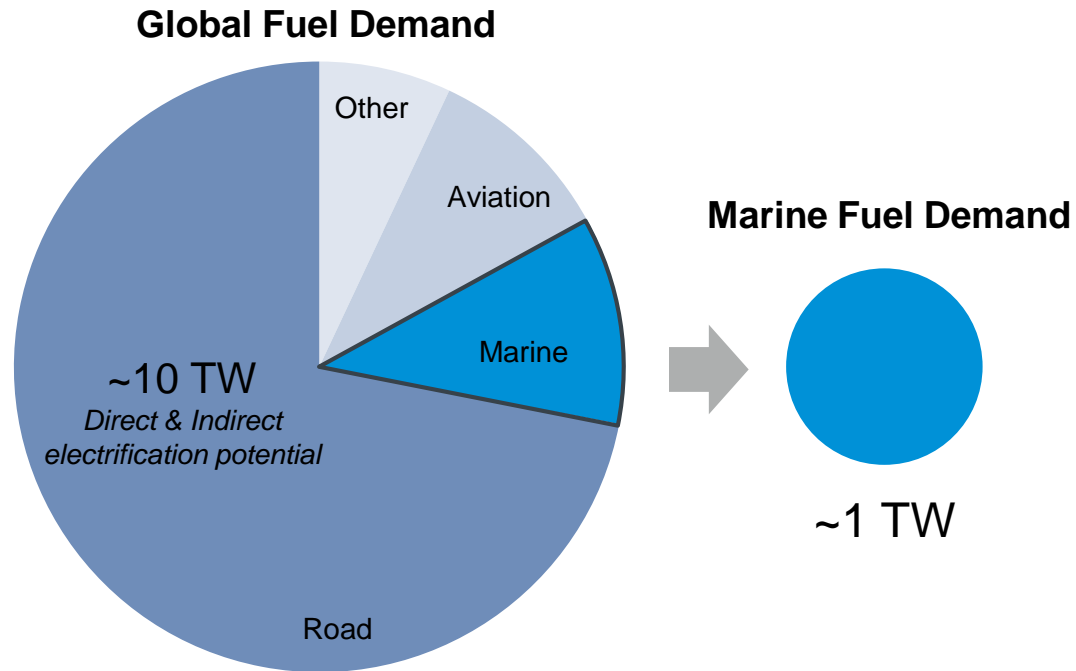 Global Fuel Demand
Other
Aviation
Marine
~10 TW
Direct & Indirect
electrification potential
Road
Marine Fuel Demand
~1 TW